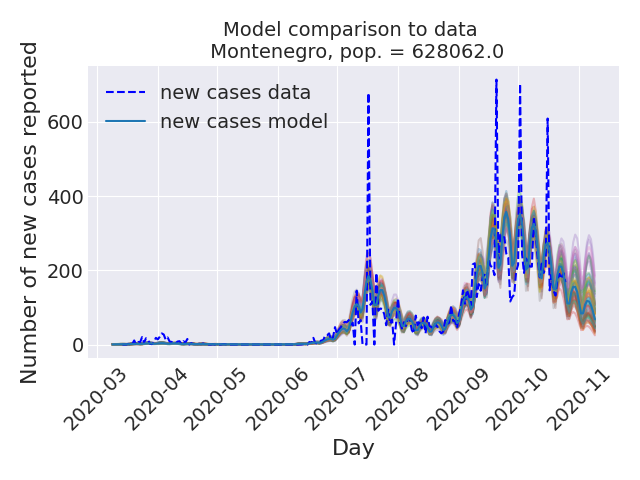 Model comparison to data
Montenegro, pop. = 628062.0
Number of new cases reported
new cases data
new cases model
600
400
200
0
2020-03
2020-04
2020-05
2020-06
2020-07
2020-08
2020-09
2020-10
2020-11
Day